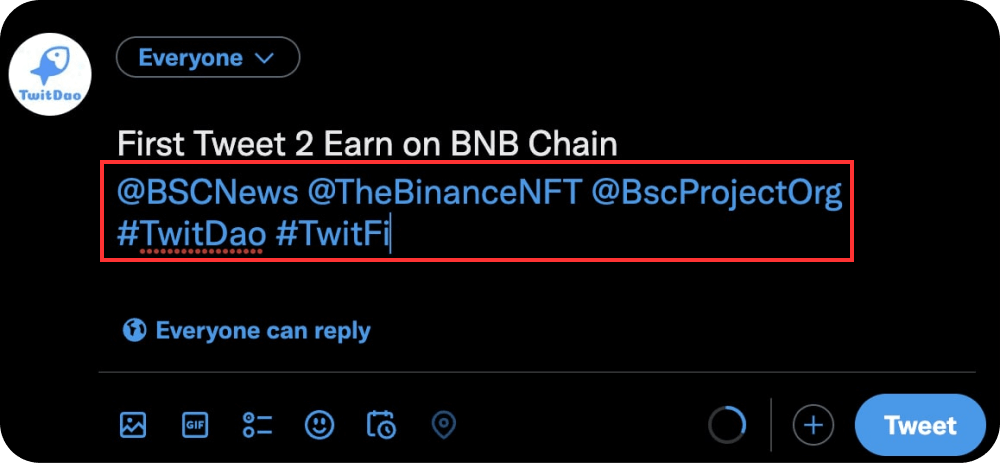 TwitDao
Everyone
First Tweet 2 Earn on BNB Chain
@BSCNews @TheBinanceNFT @BscProjectOrg
#TwitDao #TwitFi
Everyone can reply
GIF
Tweet